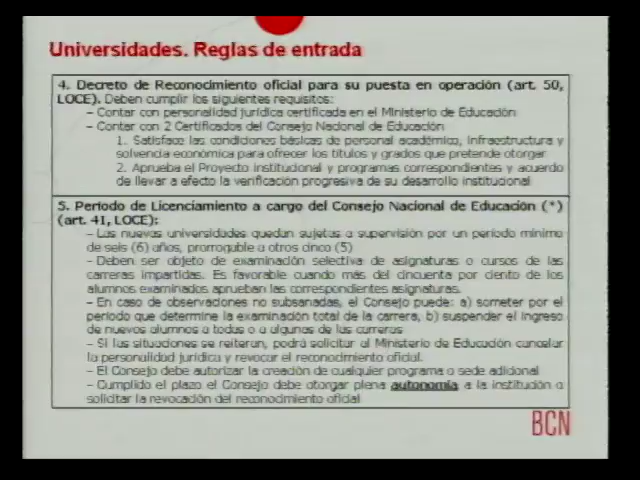 Universidades. Reglas de entrada
4. Decreto de Reconocimiento oficial para su puesta en operación (art. 50,
LOCE). Deben cumplir los siguientes requisitos:
– Contar con personalidad jurídica certificada en el Ministerio de Educación
– Contar con 2 Certificados del Consejo Nacional de Educación
1. Satisface las condiciones básicas de personal académico, infraestructura y
solvencia económica para ofrecer los títulos y grados que pretende otorgar
2. Aprueba el Proyecto institucional y programas correspondientes y acuerdo
de llevar a efecto la verificación progresiva de su desarrollo institucional
5. Período de Licenciamiento a cargo del Consejo Nacional de Educación (*)
(art. 41, LOCE):
– Las nuevas universidades quedan sujetas a supervisión por un período mínimo
de seis (6) años, prorrogable a otros cinco (5)
– Deben ser objeto de examinación selectiva de asignaturas o cursos de las
carreras impartidas. Es favorable cuando más del cincuenta por ciento de los
alumnos examinados aprueban las correspondientes asignaturas.
– En caso de observaciones no subsanadas, el Consejo puede: a) someter por el
período que determine la examinación total de la carrera, b) suspender el ingreso
de nuevos alumnos a todas o a algunas de las carreras
– Si las situaciones se reiteran, podrá solicitar al Ministerio de Educación cancelar
la personalidad jurídica y revocar el reconocimiento oficial.
– El Consejo debe autorizar la creación de cualquier programa o sede adicional
– Cumplido el plazo el Consejo debe otorgar plena autonomía a la institución o
solicitar la revocación del reconocimiento oficial
BCN